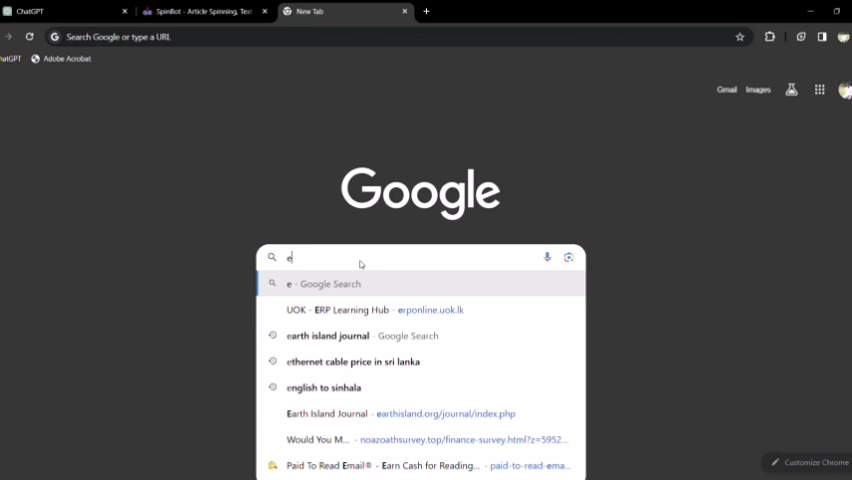 ChatGPT
SpinBot - Article Spinning, Text
New Tab
Search Google or type a URL
hatGPT
Adobe Acrobat
Gmail
Images
Google
e
e - Google Search
UOK - ERP Learning Hub - erponline.uok.lk
earth island journal - Google Search
ethernet cable price in sri lanka
english to sinhala
Earth Island Journal - earthisland.org/journal/index.php
Would You M... - noazoathsurvey.top/finance-survey.html?z=5952...
Paid To Read Email® - Earn Cash for Reading... - paid-to-read-ema...
Customize Chrome